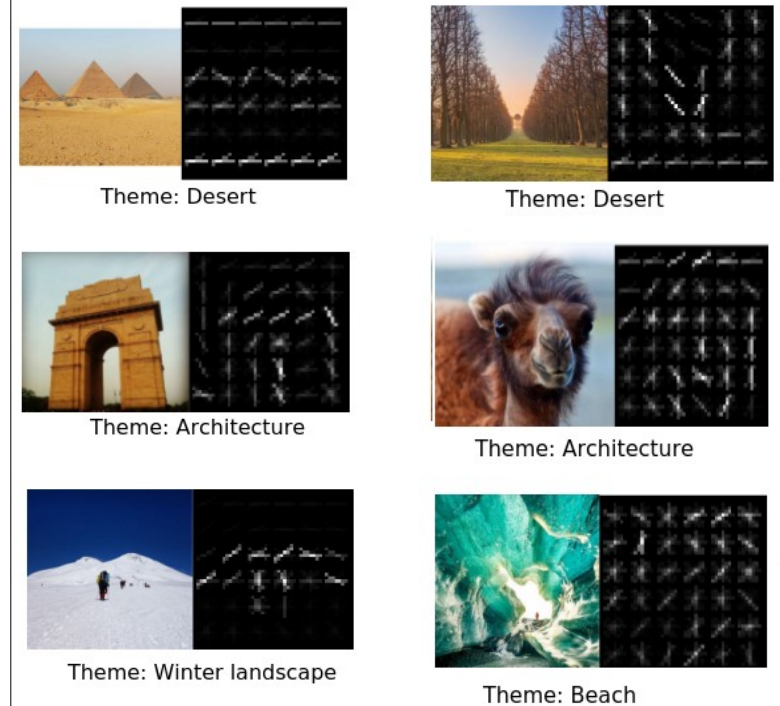 Theme: Desert
Theme: Desert
Theme: Architecture
Theme: Architecture
Theme: Winter landscape
Theme: Beach